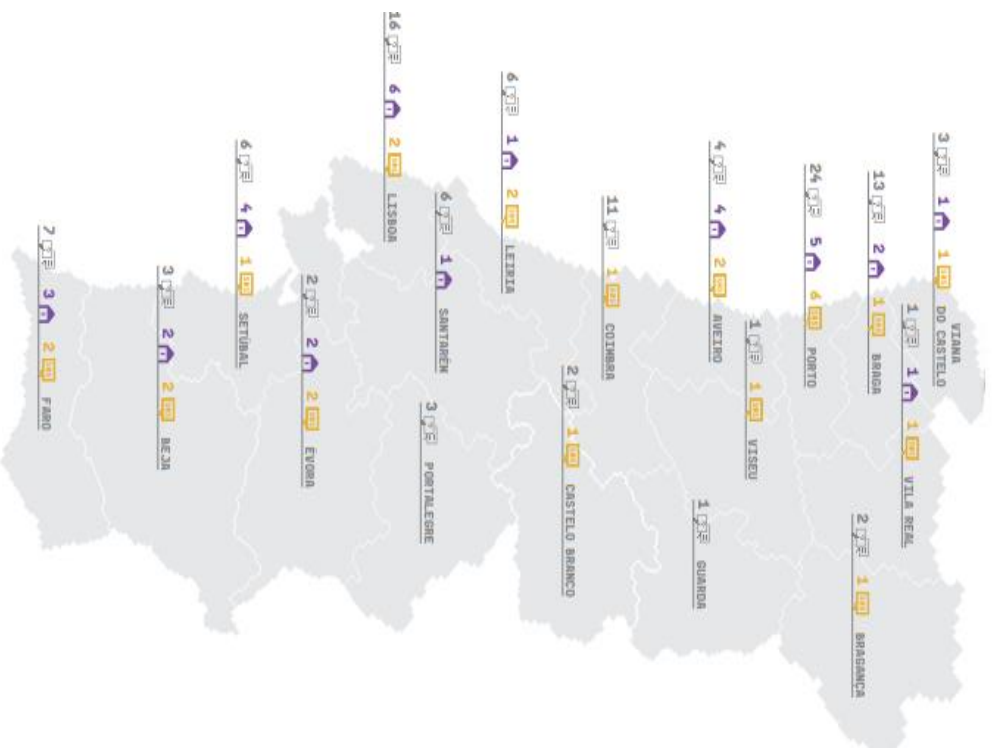 3 1 1
VIANA
DO CASTELO
13 2 1 BRAGA
1 1 1 VILA REAL
2 1 BRAGANÇA
24 5 6 PORTO
4 4 2 AVEIRO
1 1 VISEU
1 GUARDA
11 1 COIMBRA
2 1 CASTELO BRANCO
6 1 2 LEIRIA
6 1 SANTARÉM
3 PORTALEGRE
16 6 2 LISBOA
2 2 2 ÉVORA
6 4 1 SETÚBAL
3 2 2 BEJA
7 3 2 FARO